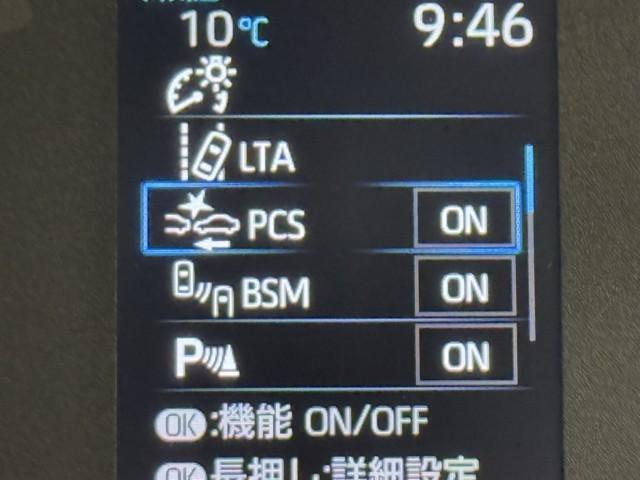 10℃ 9:46
LTA
PCS ON
BSM ON
P ON
OK:機能 ON/OFF
OK長押し:詳細設定